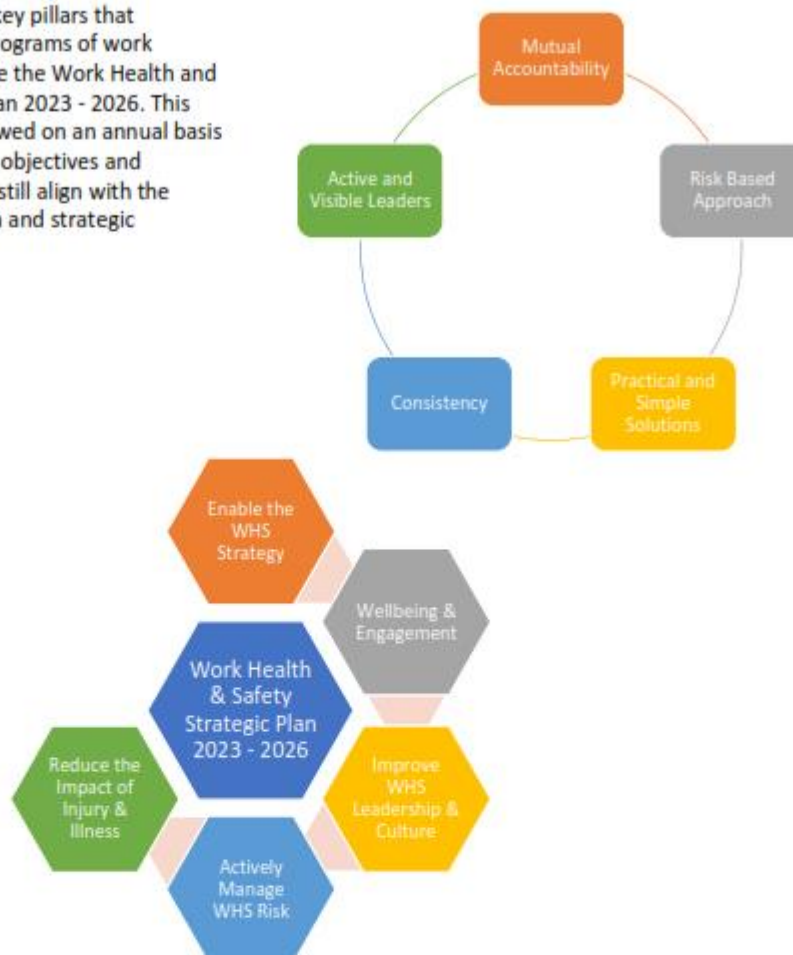 key pillars that
ograms of work
e the Work Health and
an 2023 - 2026. This
wed on an annual basis
objectives and
still align with the
and strategic
Mutual
Accountability
Active and
Visible Leaders
Risk Based
Approach
Consistency
Practical and
Simple
Solutions
Enable the
WHS
Strategy
Wellbeing &
Engagement
Work Health
& Safety
Strategic Plan
2023 - 2026
Reduce the
Impact of
Injury &
Illness
Improve
WHS
Leadership &
Culture
Actively
Manage
WHS Risk